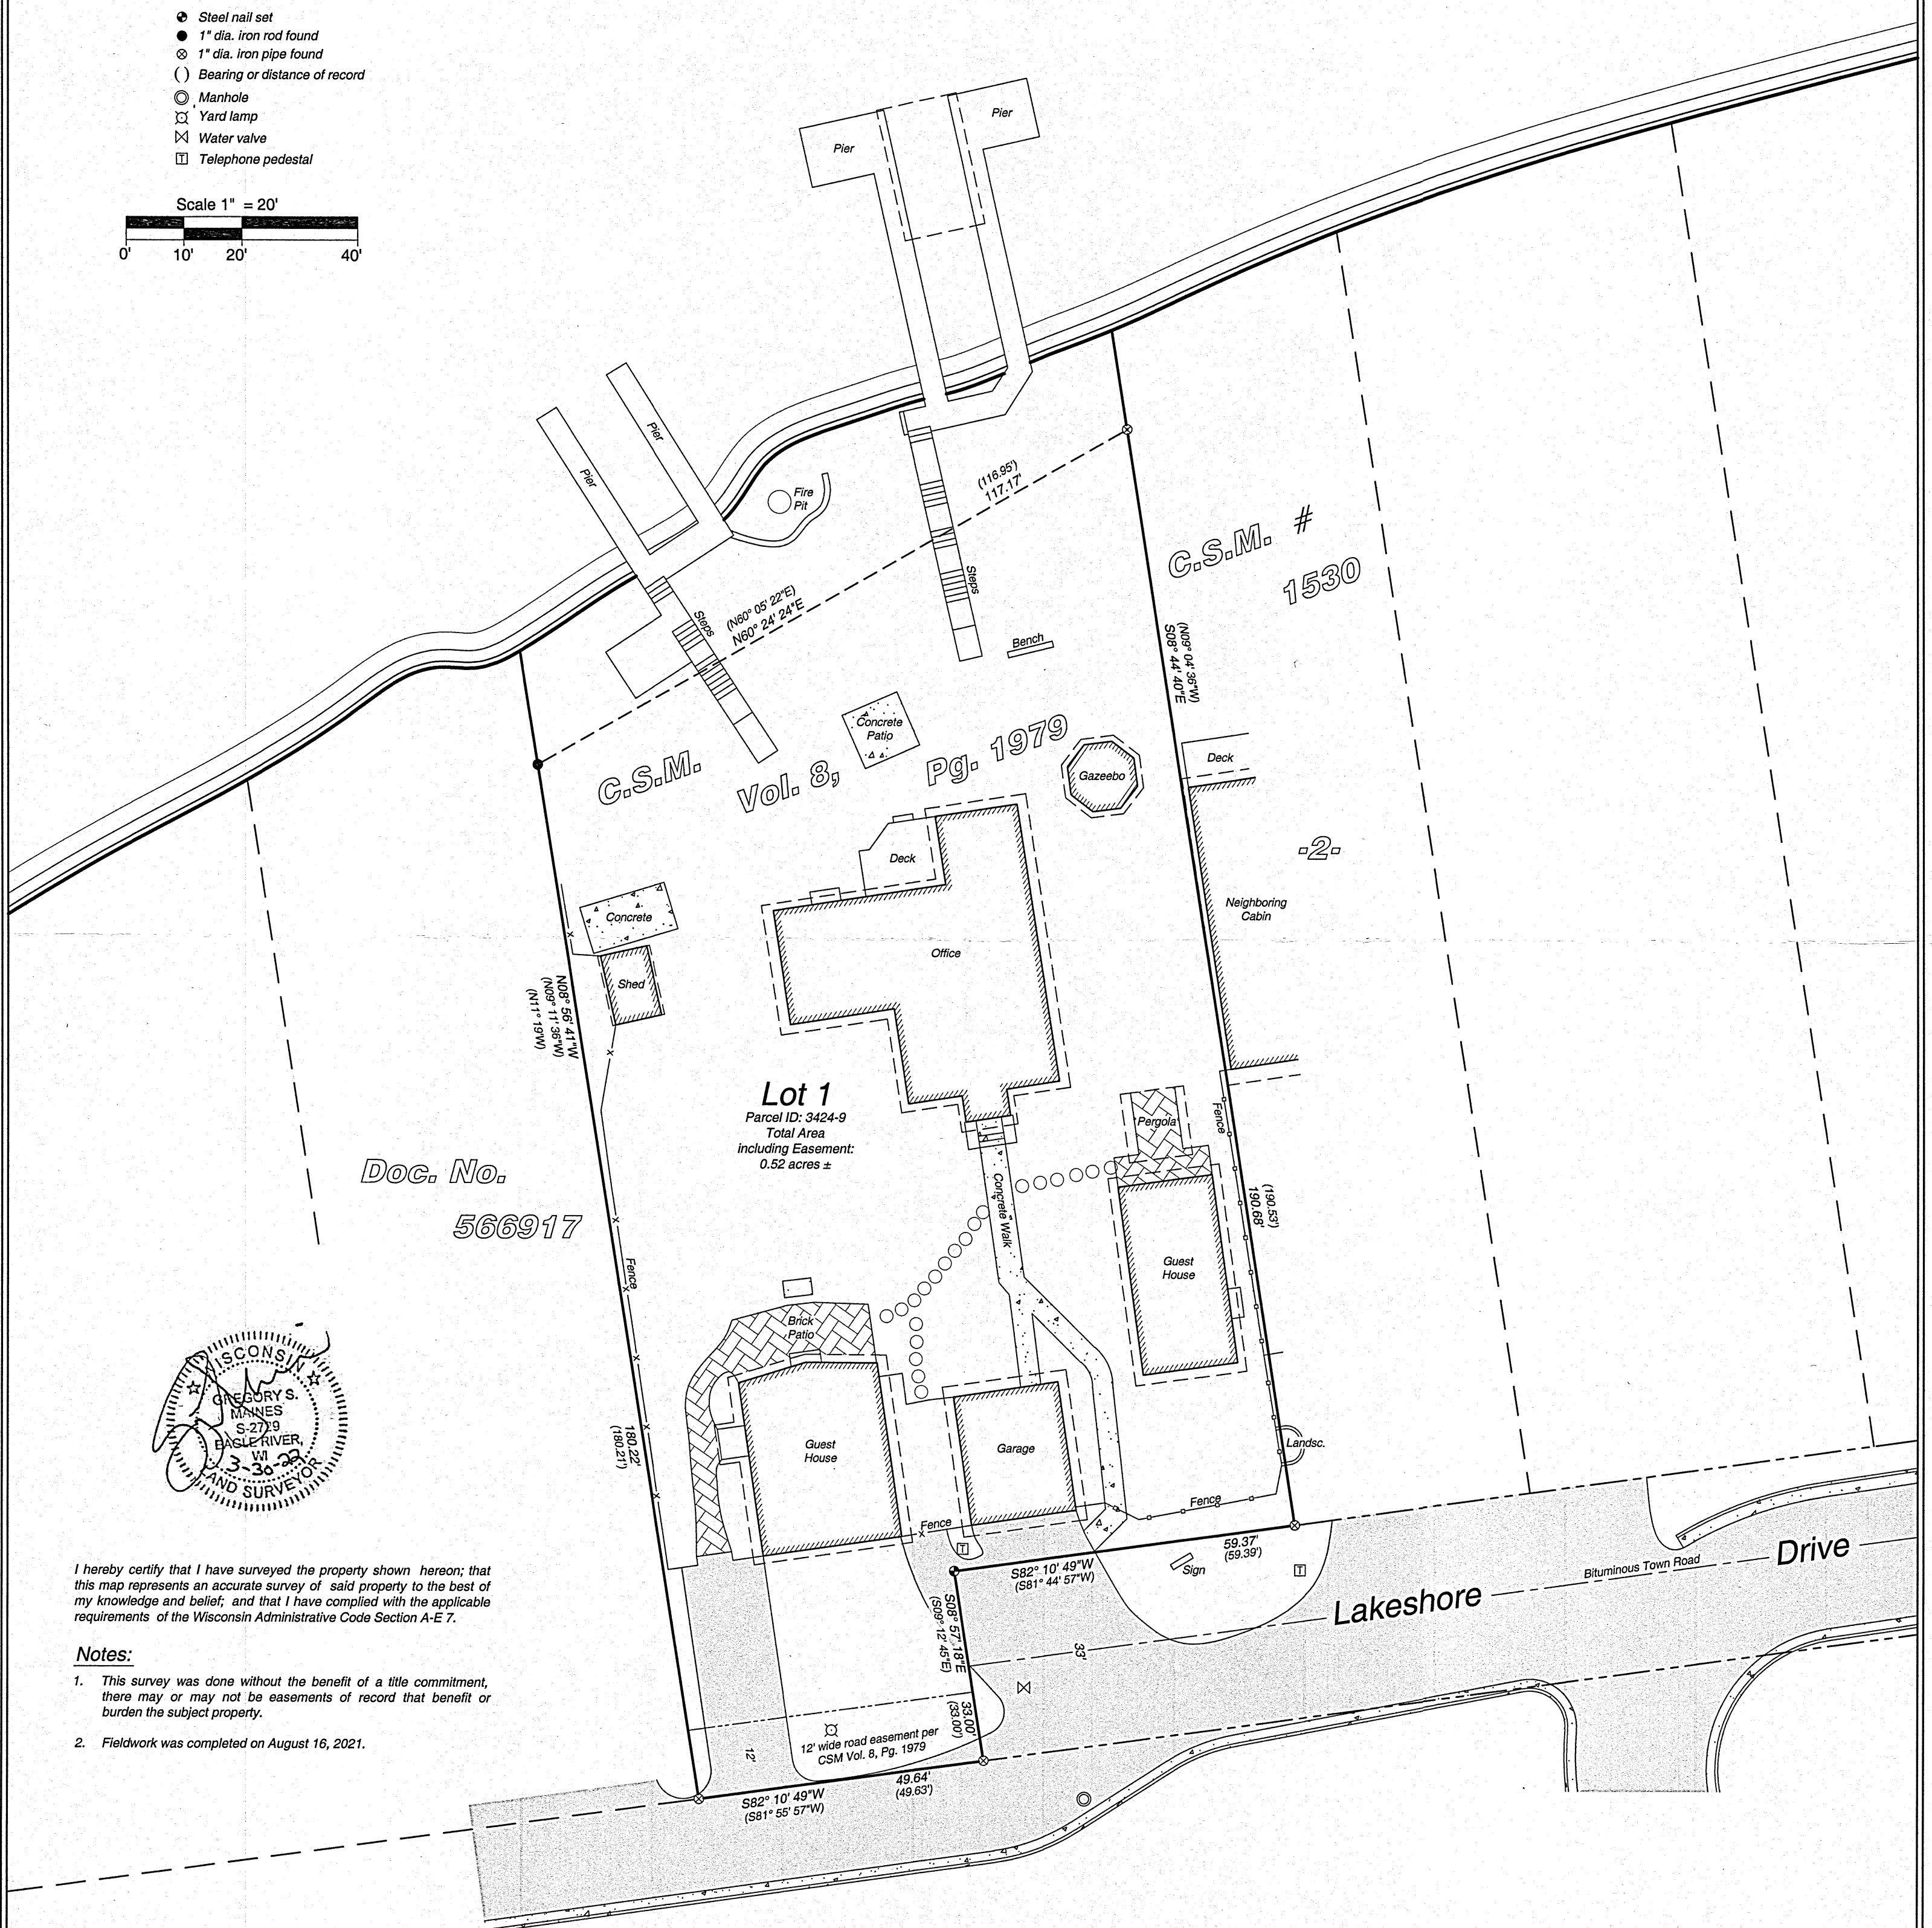 Steel nail set
1" dia. iron rod found
1" dia. iron pipe found
( ) Bearing or distance of record
Manhole
Yard lamp
Water valve
T Telephone pedestal
Scale 1" = 20'
0' 10' 20' 40'
Pier
Pier
Pier
Pier
Fire
Pit
(116.95')
117.17'
(N60° 05' 22"E)
N60° 24' 24"E
Steps
Steps
Bench
C.S.M. #
1530
(N09° 04' 36"W)
S08° 44' 40"E
Concrete
Patio
C.S.M. Vol. 8, Pg. 1979
Gazeebo
Deck
Deck
-2-
Neighboring
Cabin
Concrete
Office
Shed
N08° 56' 41"W
(N09° 11' 36"W)
(N11° 19'W)
Lot 1
Parcel ID: 3424-9
Total Area
including Easement:
0.52 acres ±
Pergola
Fence
Doc. No.
566917
Concrete Walk
(190.53')
190.68'
Fence
Guest
House
Brick
Patio
WISCONSIN
GREGORY S.
MAINES
S-2779
EAGLE RIVER,
WI
3-30-22
LAND SURVEYOR
180.22'
(180.21')
Guest
House
Garage
Landsc.
Fence
Fence
T
59.37'
(59.39')
S82° 10' 49"W
(S81° 44' 57"W)
Sign
T
Bituminous Town Road
Lakeshore Drive
I hereby certify that I have surveyed the property shown hereon; that
this map represents an accurate survey of said property to the best of
my knowledge and belief; and that I have complied with the applicable
requirements of the Wisconsin Administrative Code Section A-E 7.
S08° 57' 18"E
(S09° 12' 45"E)
33'
33.00'
(33.00')
Notes:
1. This survey was done without the benefit of a title commitment,
there may or may not be easements of record that benefit or
burden the subject property.
2. Fieldwork was completed on August 16, 2021.
12'
12' wide road easement per
CSM Vol. 8, Pg. 1979
49.64'
(49.63')
S82° 10' 49"W
(S81° 55' 57"W)